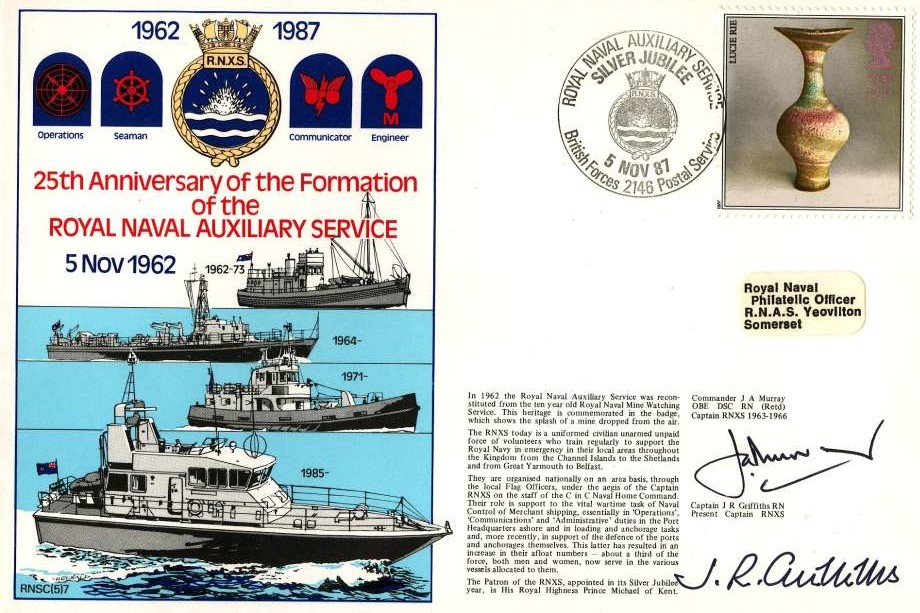 1962 1987
R.N.X.S.
Operations Seaman Communicator Engineer
M
25th Anniversary of the Formation
of the
ROYAL NAVAL AUXILIARY SERVICE
5 Nov 1962
1962-73
1964-
1971-
1985-
RNSC(5)7
ROYAL NAVAL AUXILIARY SERVICE
SILVER JUBILEE
R.N.X.S.
5 NOV 87
British Forces 2146 Postal Service
LUCIE RIE
Royal Naval
Philatelic Officer
R.N.A.S. Yeovilton
Somerset
In 1962 the Royal Naval Auxiliary Service was recon-
stituted from the ten year old Royal Naval Mine Watching
Service. This heritage is commemorated in the badge,
which shows the splash of a mine dropped from the air.
The RNXS today is a uniformed civilian unarmed unpaid
force of volunteers who train regularly to support the
Royal Navy in emergency in their local areas throughout
the Kingdom from the Channel Islands to the Shetlands
and from Great Yarmouth to Belfast.
They are organised nationally on an area basis, through
the local Flag Officers, under the aegis of the Captain
RNXS on the staff of the C in C Naval Home Command.
Their role is support to the vital wartime task of Naval
Control of Merchant shipping, essentially in 'Operations',
'Communications' and 'Administrative' duties in the Port
Headquarters ashore and in loading and anchorage tasks
and, more recently, in support of the defence of the ports
and anchorages themselves. This latter has resulted in an
increase in their afloat numbers – about a third of the
force, both men and women, now serve in the various
vessels allocated to them.
The Patron of the RNXS, appointed in its Silver Jubilee
year, is His Royal Highness Prince Michael of Kent.
Commander J A Murray
OBE DSC RN (Retd)
Captain RNXS 1963-1966
Captain J R Griffiths RN
Present Captain RNXS
J. R. Griffiths